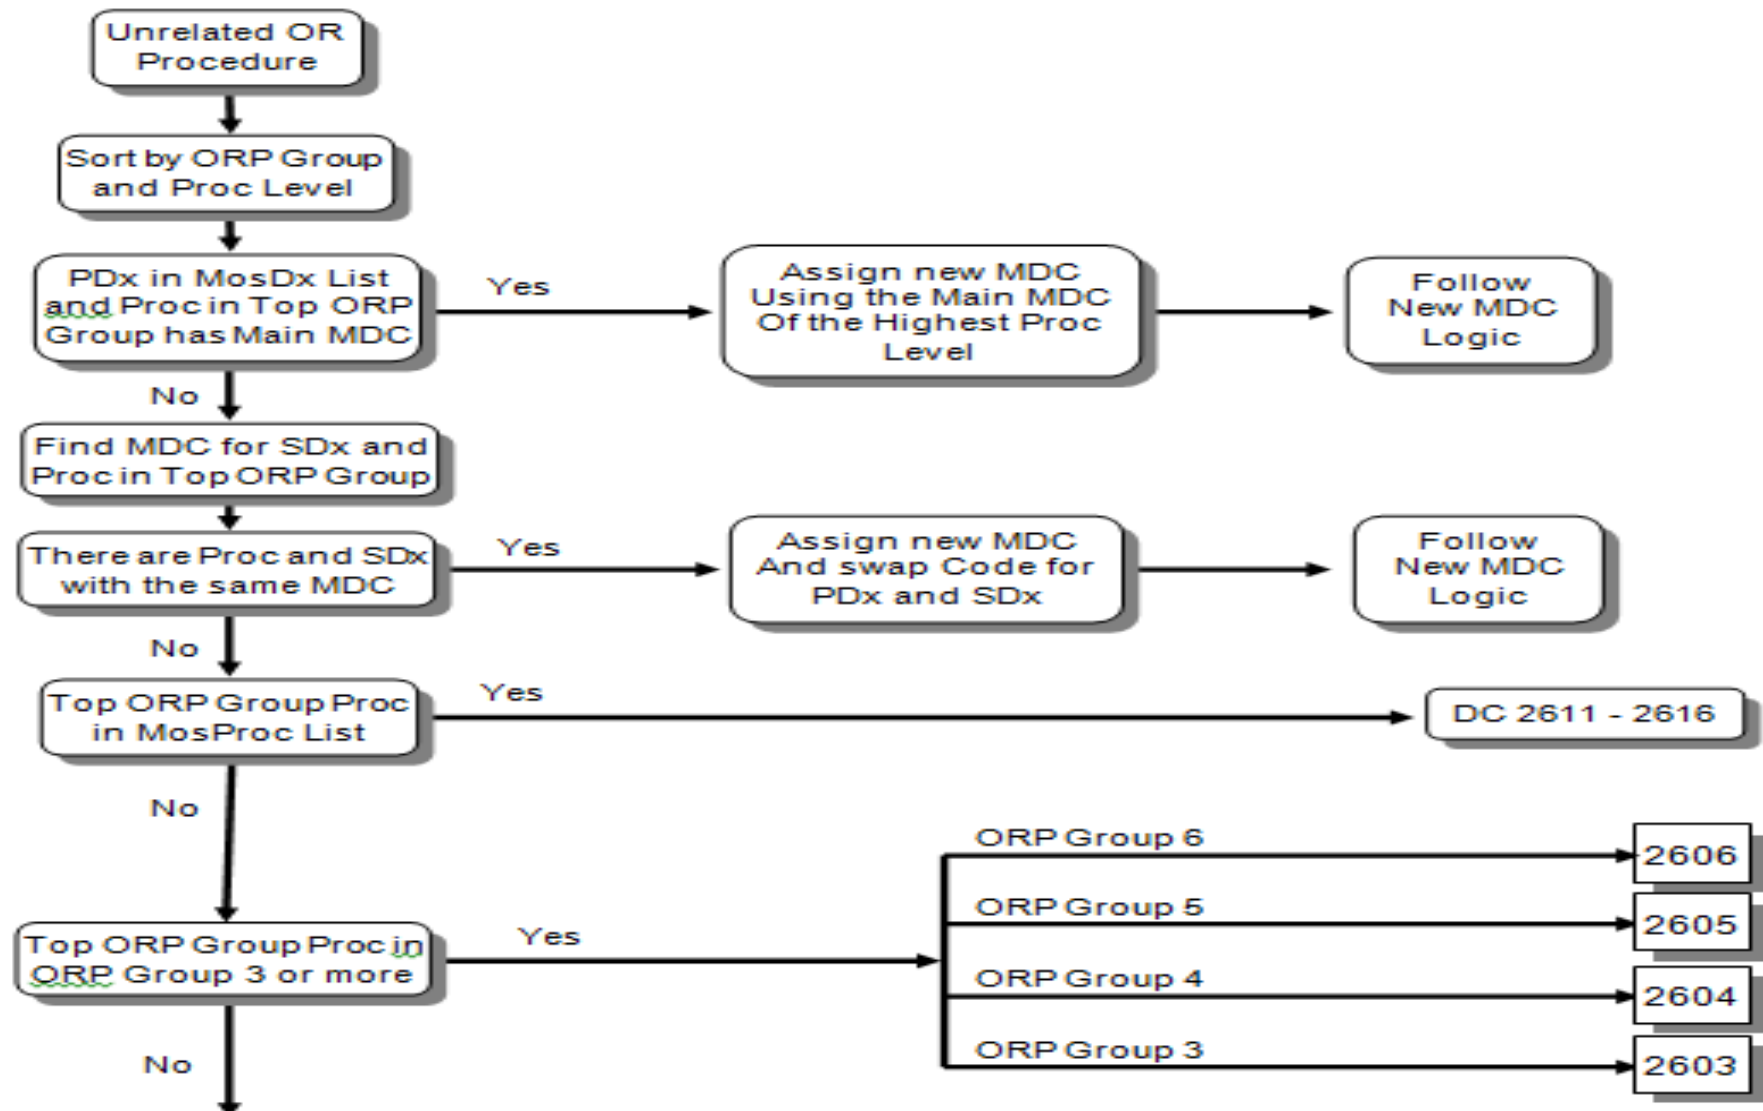 Unrelated OR
Procedure
Sort by ORP Group
and Proc Level
PDx in MosDx List
and Proc in Top ORP
Group has Main MDC
Yes
Assign new MDC
Using the Main MDC
Of the Highest Proc
Level
Follow
New MDC
Logic
No
Find MDC for SDx and
Proc in Top ORP Group
There are Proc and SDx
with the same MDC
Yes
Assign new MDC
And swap Code for
PDx and SDx
Follow
New MDC
Logic
No
Top ORP Group Proc
in MosProc List
Yes
DC 2611 - 2616
No
Top ORP Group Proc in
ORP Group 3 or more
Yes
ORP Group 6
2606
ORP Group 5
2605
ORP Group 4
2604
ORP Group 3
2603
No